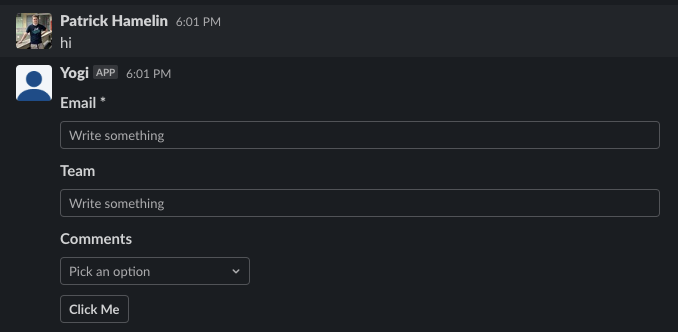 Patrick Hamelin 6:01 PM
hi
Yogi APP 6:01 PM
Email *
Write something
Team
Write something
Comments
Pick an option
Click Me